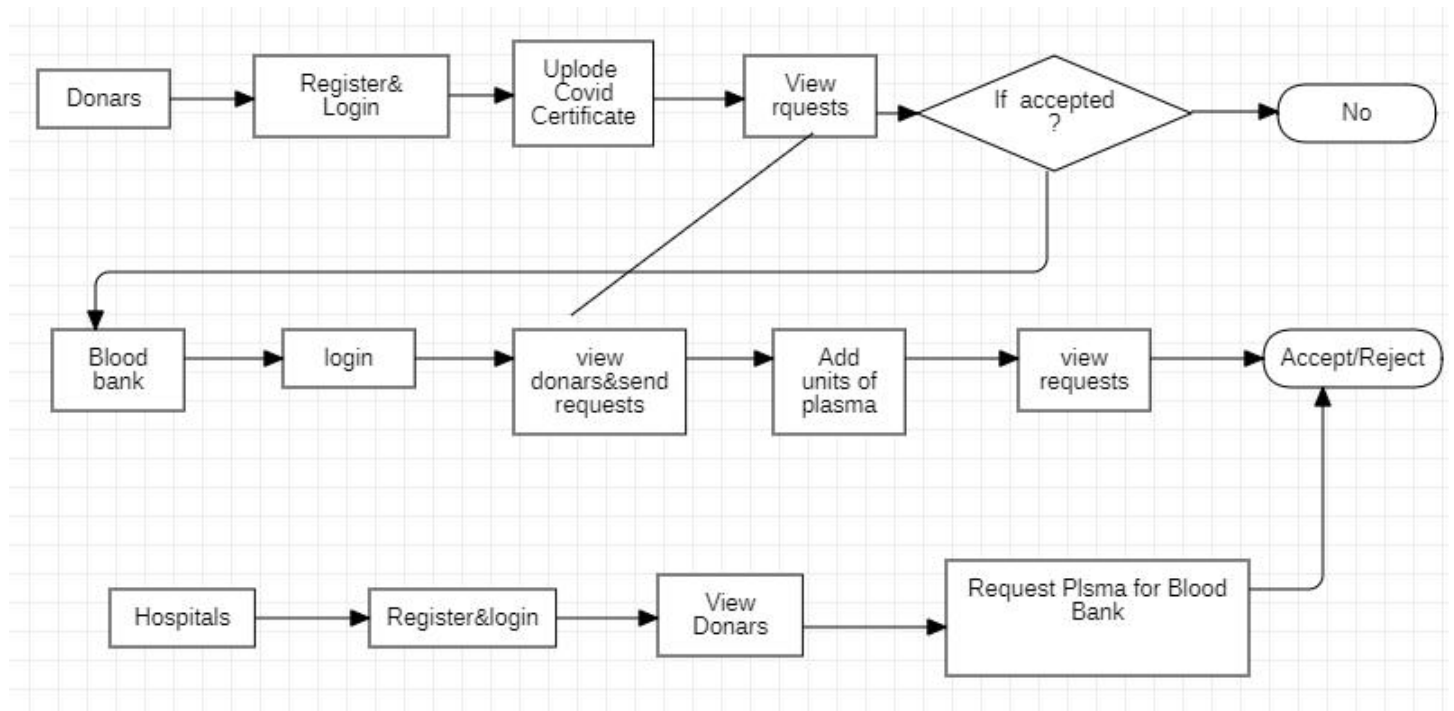 Donars
Register&
Login
Uplode
Covid
Certificate
View
rquests
If accepted
?
No
Blood
bank
login
view
donars&send
requests
Add
units of
plasma
view
requests
Accept/Reject
Hospitals
Register&login
View
Donars
Request Plsma for Blood
Bank